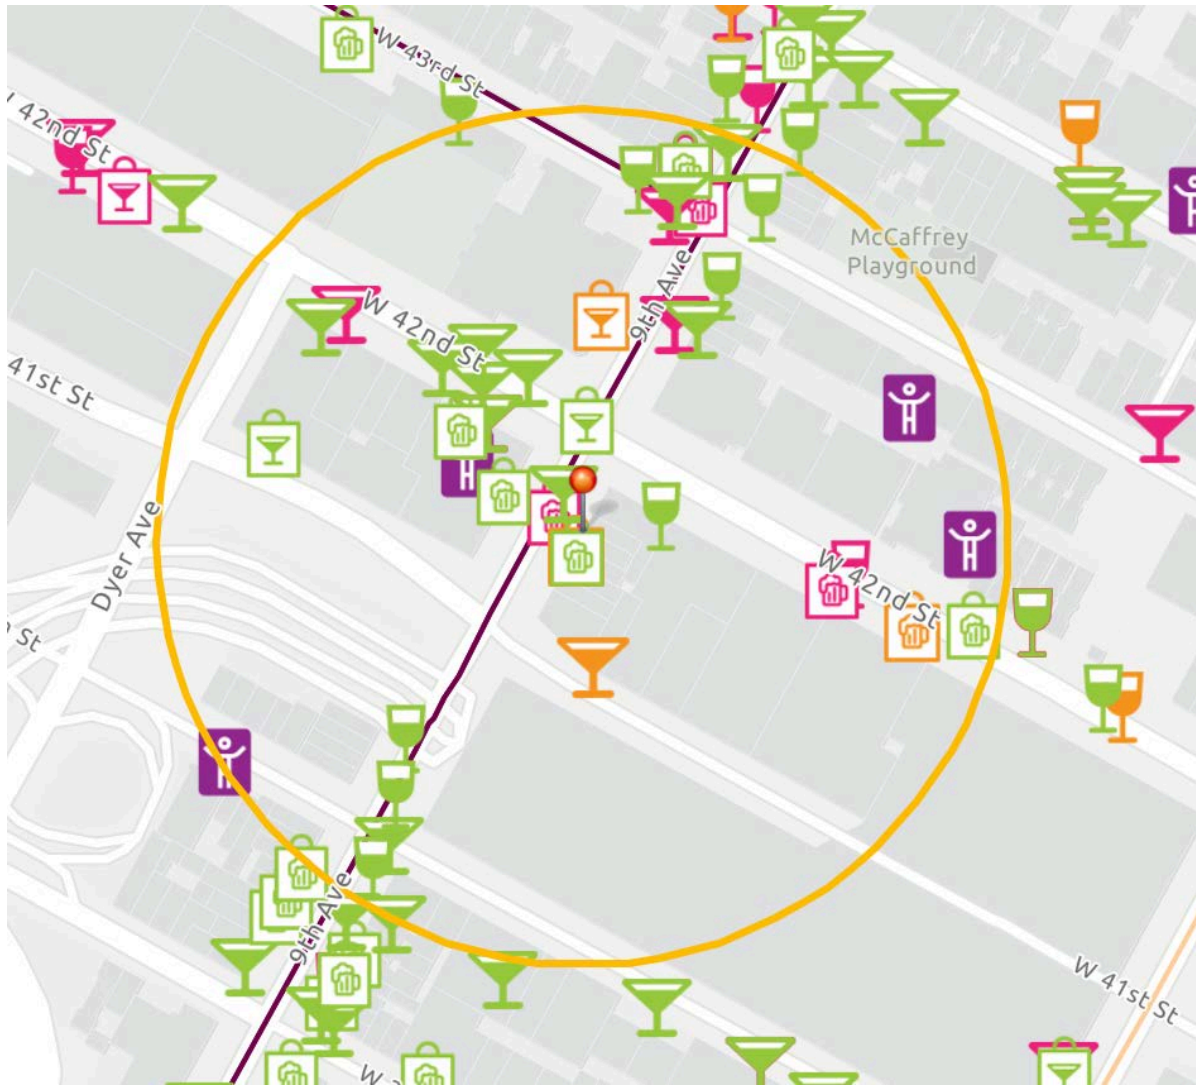 W 43rd St
W 42nd St
McCaffrey
Playground
9th Ave
W 42nd St
41st St
Dyer Ave
W 42nd St
St
9th Ave
W 41st St
W